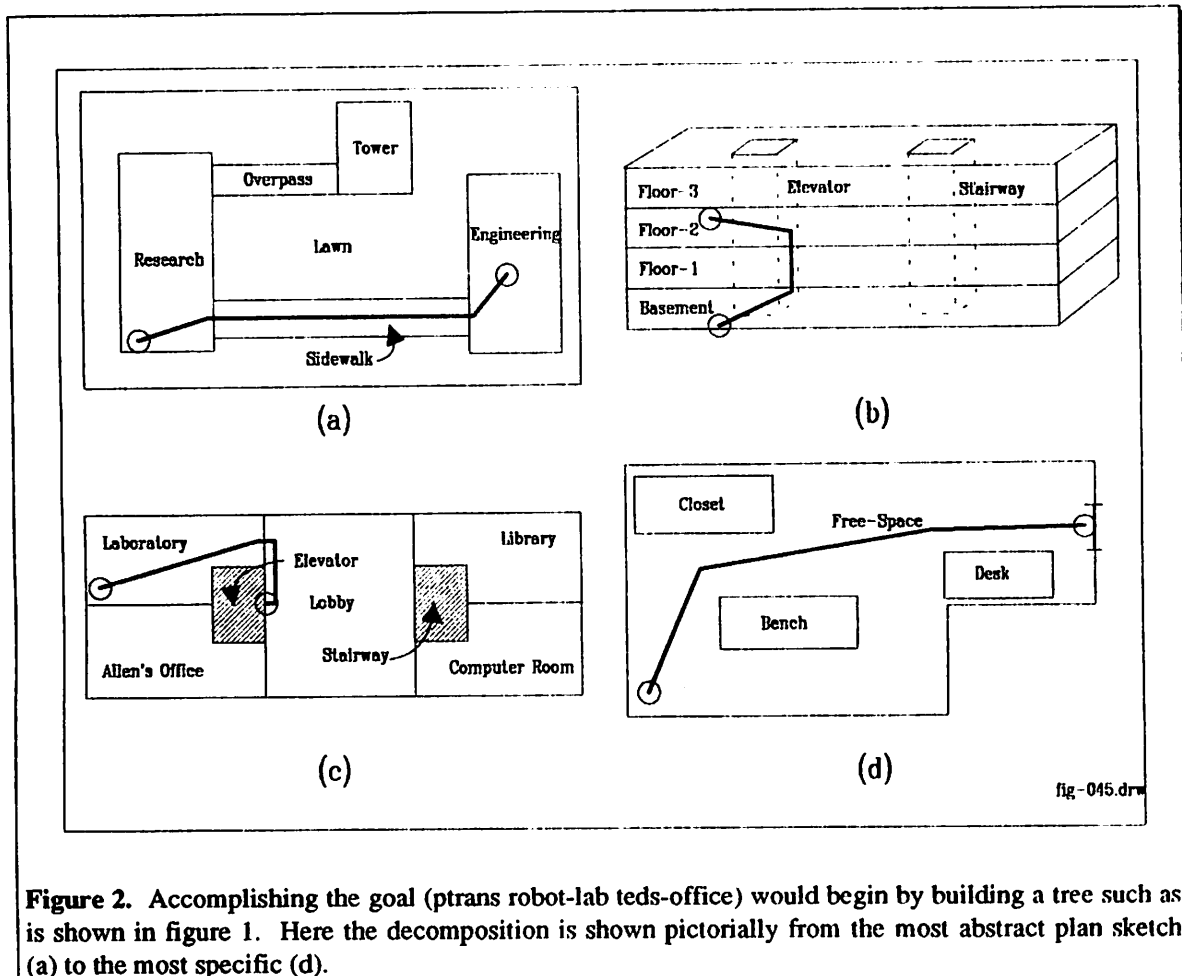 Tower
Overpass
Engineering
Research
Lawn
Sidewalk
(a)
Floor-3
Elevator
Stairway
Floor-2
Floor-1
Basement
(b)
Laboratory
Library
Elevator
Lobby
Stairway
Allen's Office
Computer Room
(c)
Closet
Free-Space
Desk
Bench
(d)
fig-045.drw
Figure 2. Accomplishing the goal (ptrans robot-lab teds-office) would begin by building a tree such as
is shown in figure 1. Here the decomposition is shown pictorially from the most abstract plan sketch
(a) to the most specific (d).